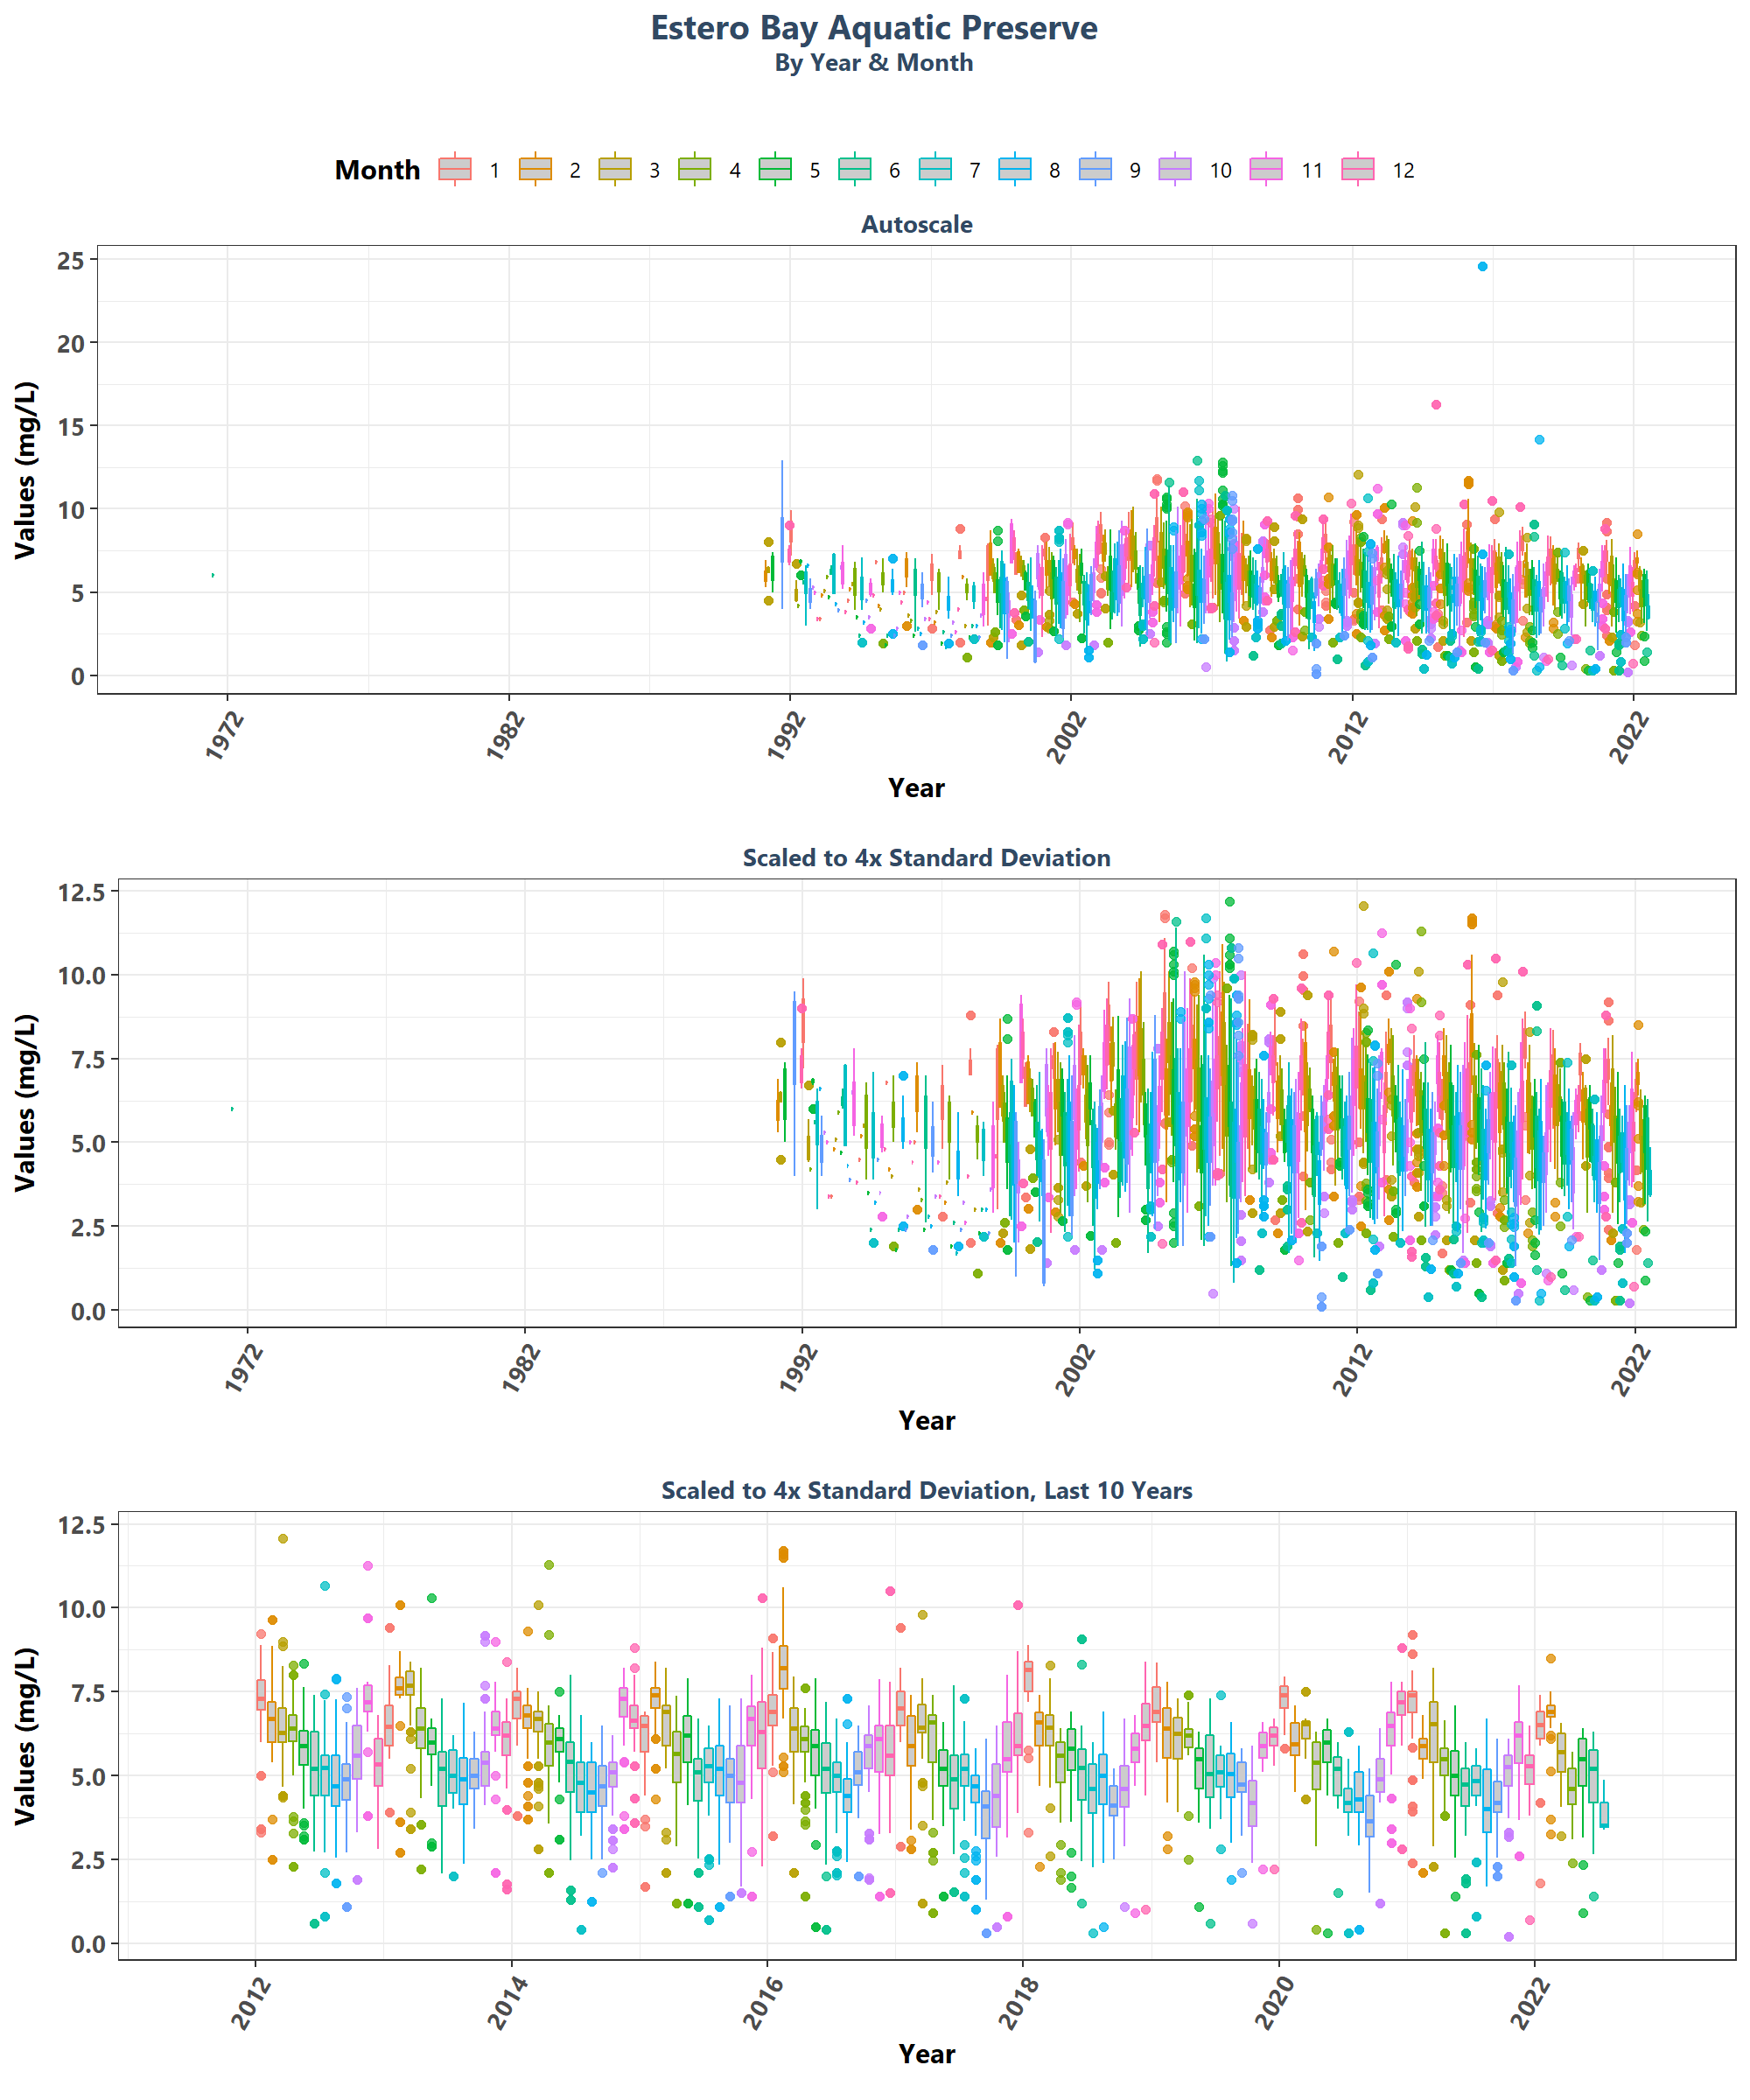 Estero Bay Aquatic Preserve
By Year & Month
Month 1 2 3 4 5 6 7 8 9 10 11 12
Autoscale
Values (mg/L)
25
20
15
10
5
0
1972 1982 1992 2002 2012 2022
Year
Scaled to 4x Standard Deviation
Values (mg/L)
12.5
10.0
7.5
5.0
2.5
0.0
1972 1982 1992 2002 2012 2022
Year
Scaled to 4x Standard Deviation, Last 10 Years
Values (mg/L)
12.5
10.0
7.5
5.0
2.5
0.0
2012 2014 2016 2018 2020 2022
Year